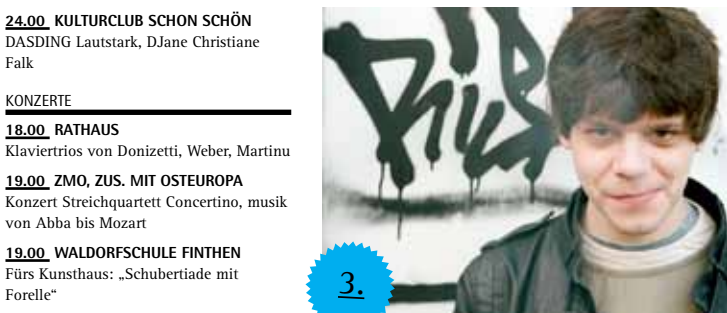 24.00 KULTURCLUB SCHON SCHÖN
DASDING Lautstark, DJane Christiane
Falk
KONZERTE
18.00 RATHAUS
Klaviertrios von Donizetti, Weber, Martinu
19.00 ZMO, ZUS. MIT OSTEUROPA
Konzert Streichquartett Concertino, musik
von Abba bis Mozart
19.00 WALDORFSCHULE FINTHEN
Fürs Kunsthaus: „Schubertiade mit
Forelle“
3.